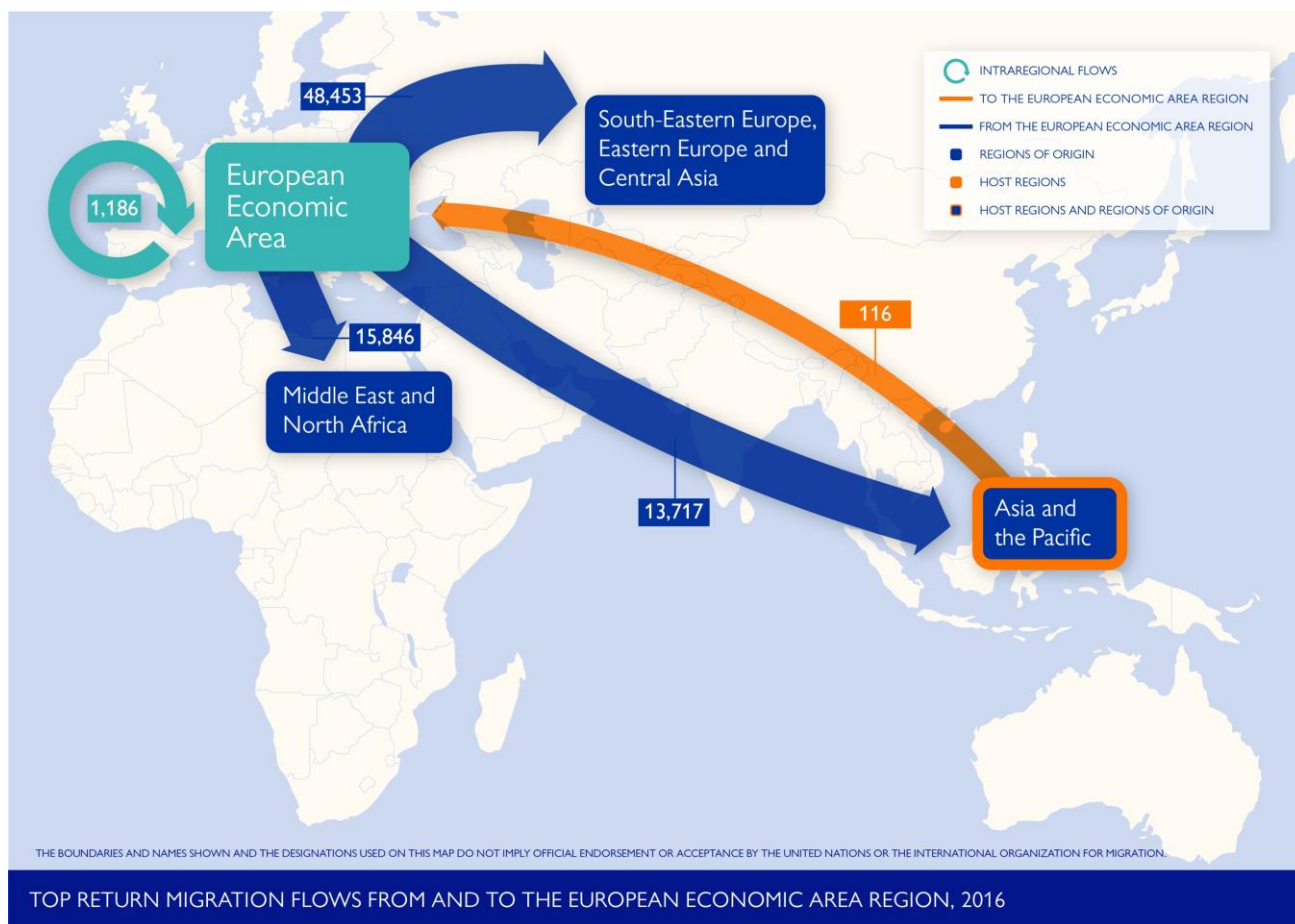 48,453
South-Eastern Europe,
Eastern Europe and
Central Asia
INTRAREGIONAL FLOWS
TO THE EUROPEAN ECONOMIC AREA REGION
FROM THE EUROPEAN ECONOMIC AREA REGION
REGIONS OF ORIGIN
HOST REGIONS
HOST REGIONS AND REGIONS OF ORIGIN
1,186
European
Economic
Area
116
15,846
Middle East and
North Africa
13,717
Asia and
the Pacific
THE BOUNDARIES AND NAMES SHOWN AND THE DESIGNATIONS USED ON THIS MAP DO NOT IMPLY OFFICIAL ENDORSEMENT OR ACCEPTANCE BY THE UNITED NATIONS OR THE INTERNATIONAL ORGANIZATION FOR MIGRATION.
TOP RETURN MIGRATION FLOWS FROM AND TO THE EUROPEAN ECONOMIC AREA REGION, 2016